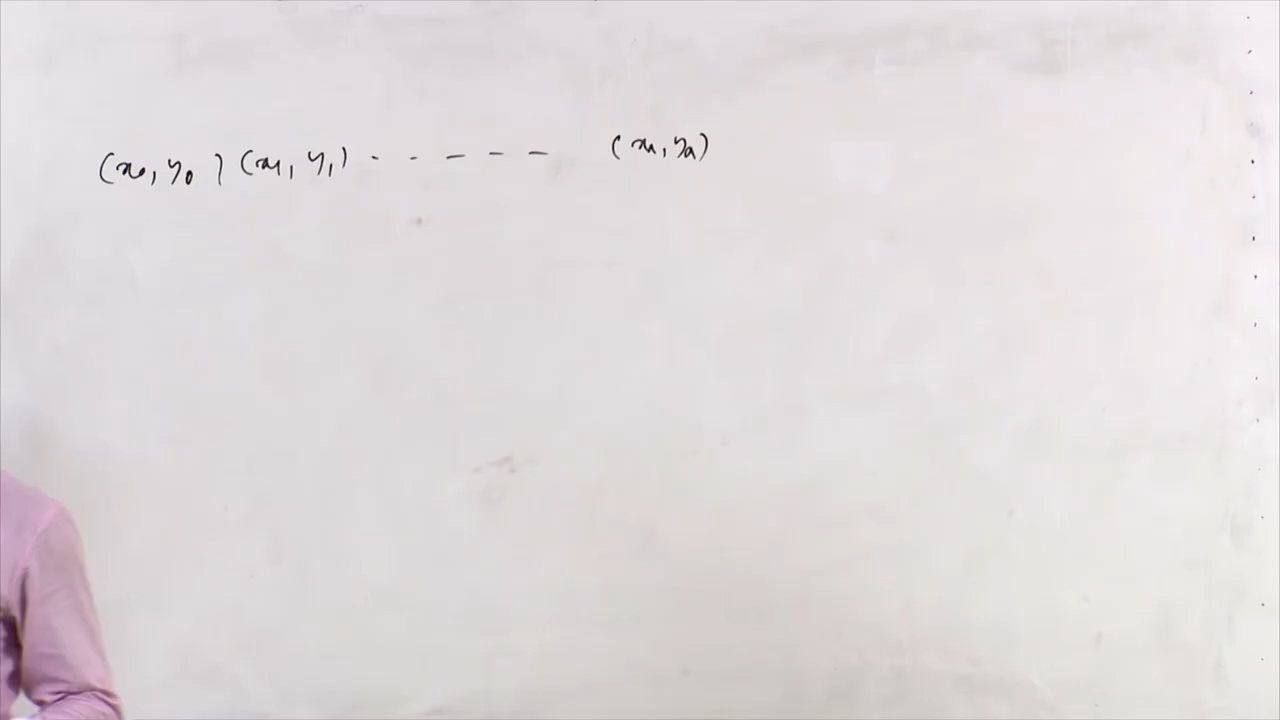 (x₀, y₀) (x₁, y₁) - - - - - (xₙ, yₙ)